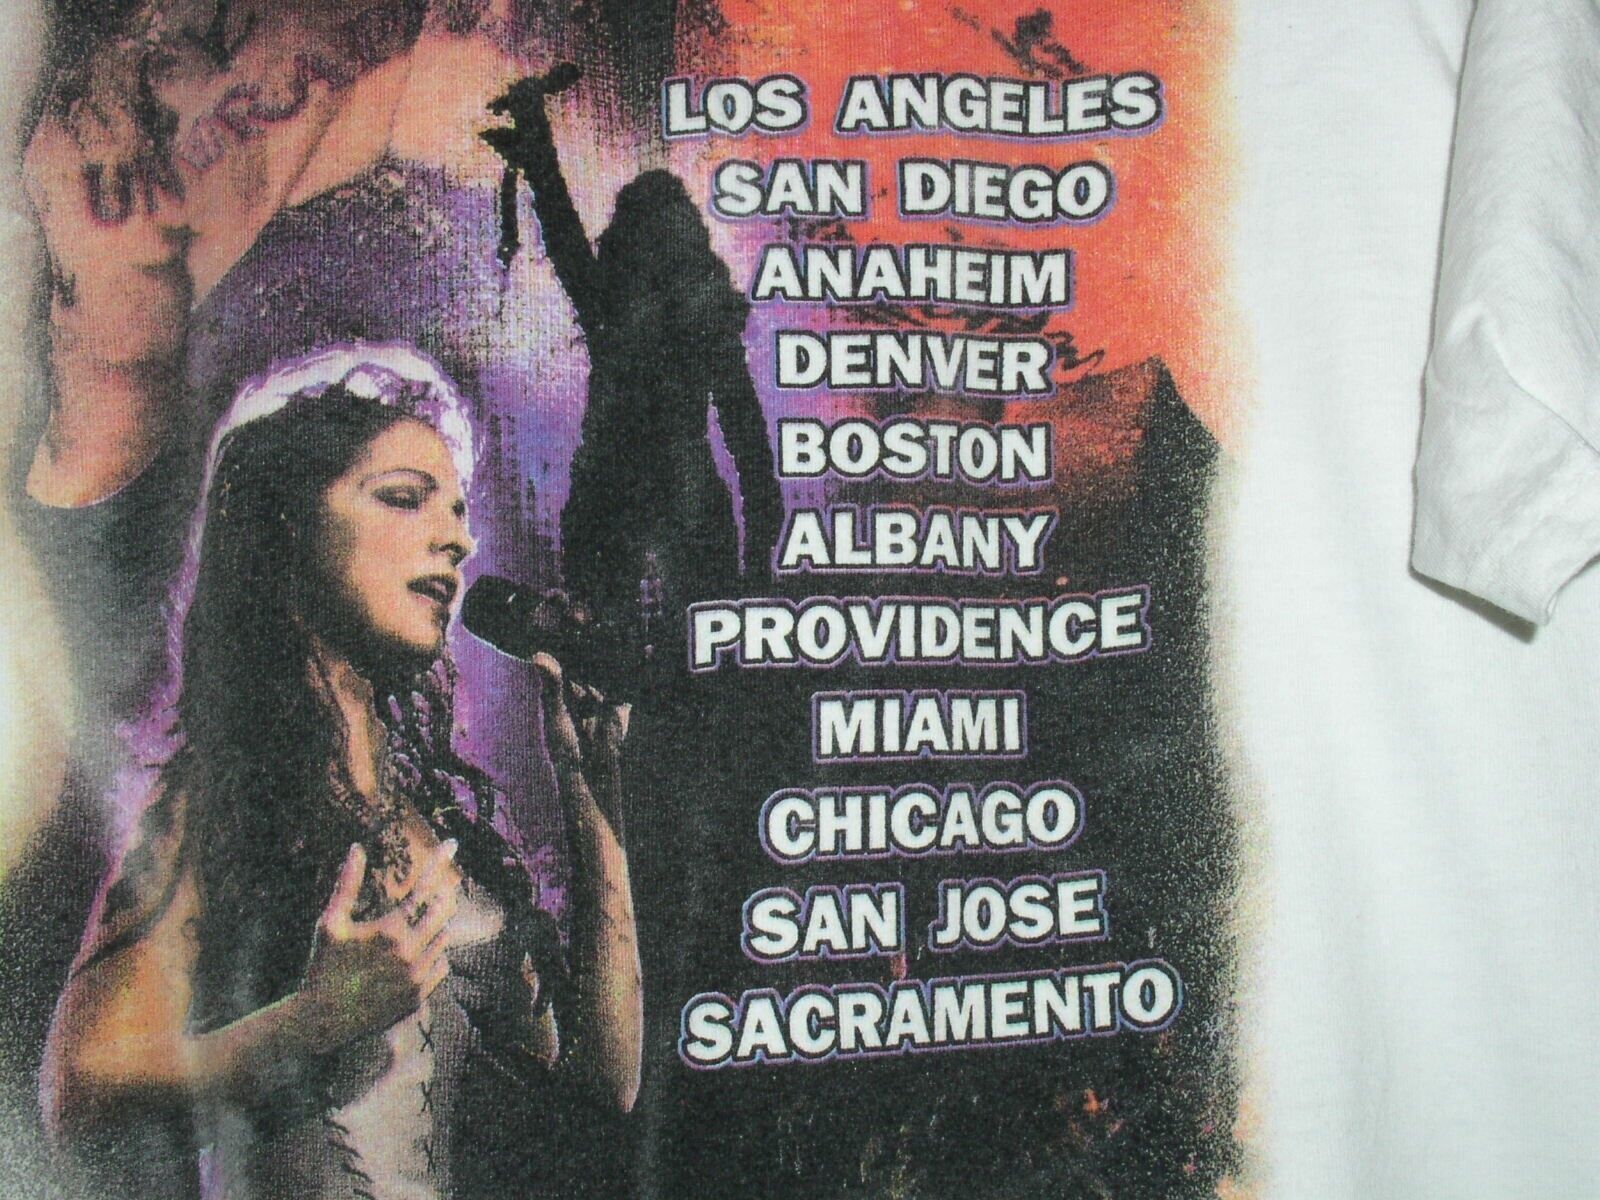 LOS ANGELES
SAN DIEGO
ANAHEIM
DENVER
BOSTON
ALBANY
PROVIDENCE
MIAMI
CHICAGO
SAN JOSE
SACRAMENTO